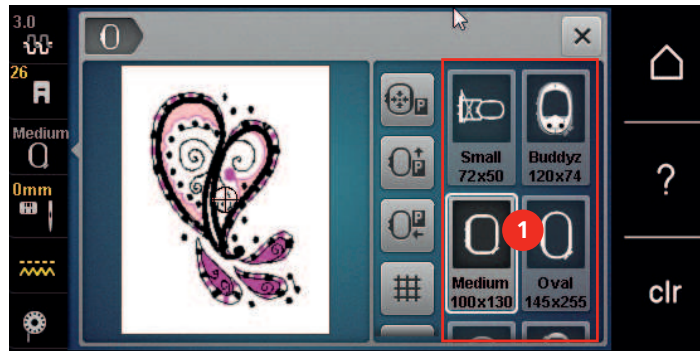 3.0
26
Medium
0mm
P
P
P
Small
72x50
Buddyz
120x74
Medium
100x130
Oval
145x255
1
?
clr